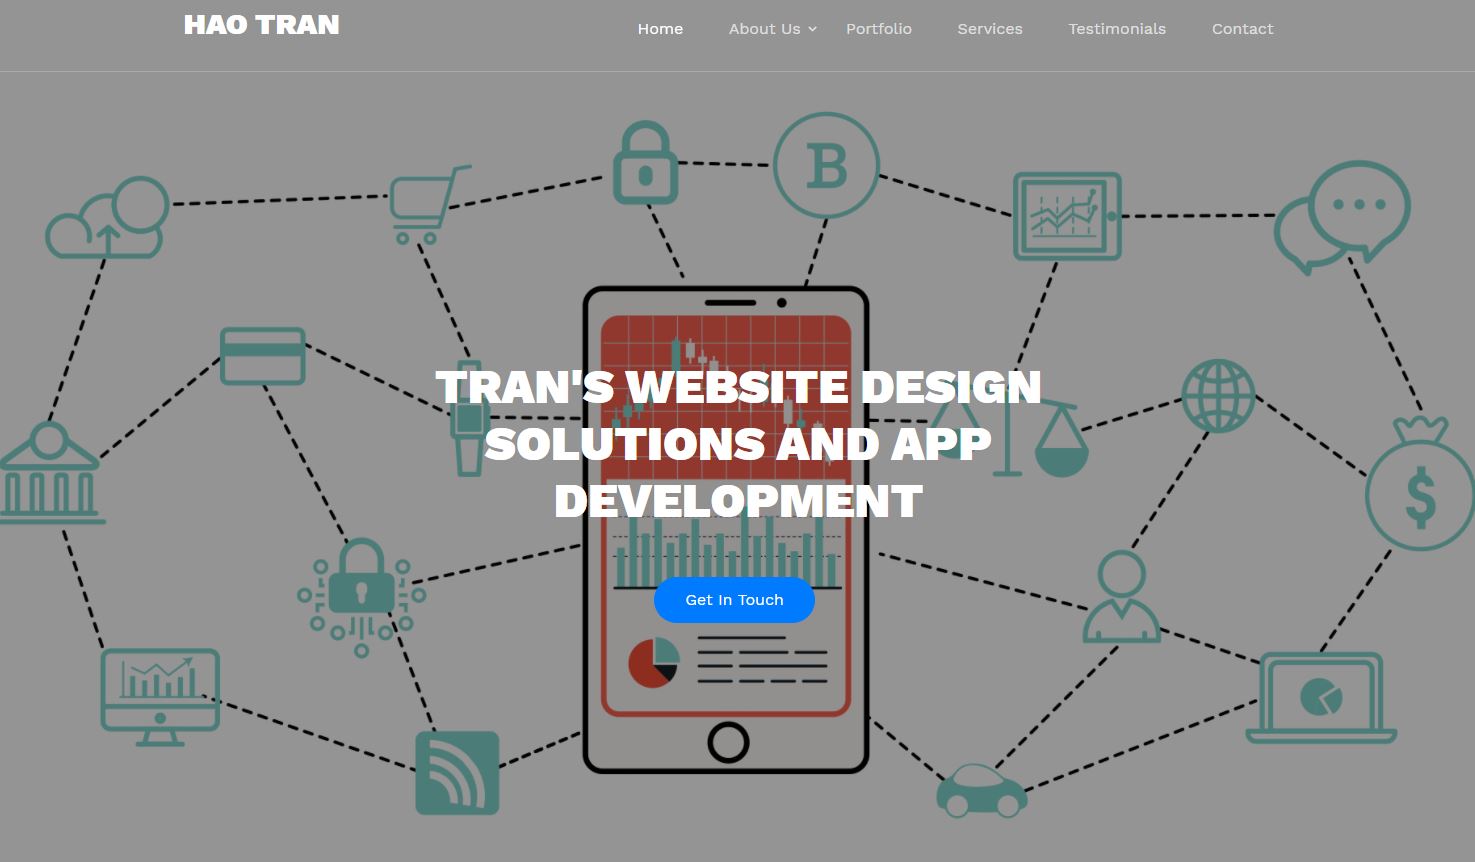 HAO TRAN
Home About Us Portfolio Services Testimonials Contact
B
TRAN'S WEBSITE DESIGN
SOLUTIONS AND APP
DEVELOPMENT
$
Get In Touch